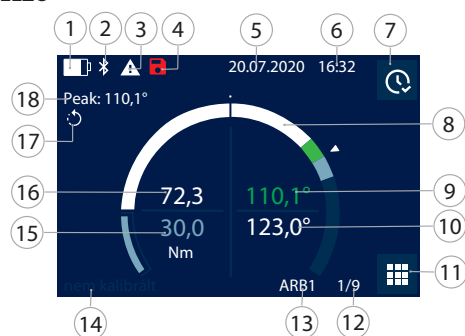 1 2 3 4 5 6 7
20.07.2020 16:32
18 Peak: 110,1°
17
8
16 72,3 110,1° 9
15 30,0 123,0° 10
Nm
11
nem kalibrált ARB1 1/9
14 13 12